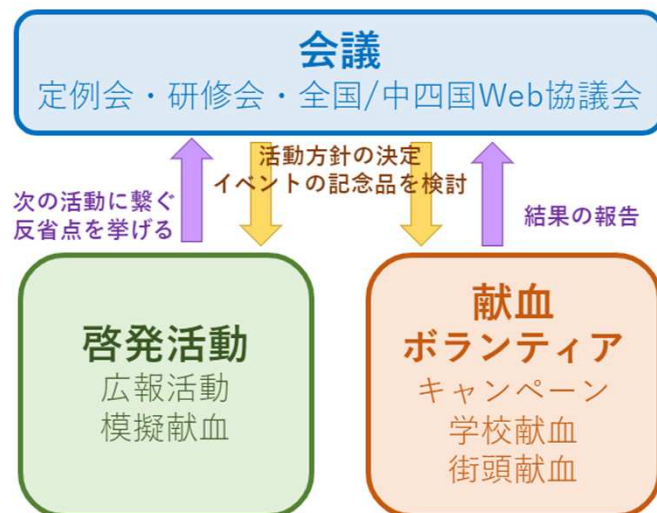 会議
定例会・研修会・全国/中四国Web協議会
活動方針の決定
イベントの記念品を検討
次の活動に繋ぐ
反省点を挙げる
結果の報告
啓発活動
広報活動
模擬献血
献血
ボランティア
キャンペーン
学校献血
街頭献血